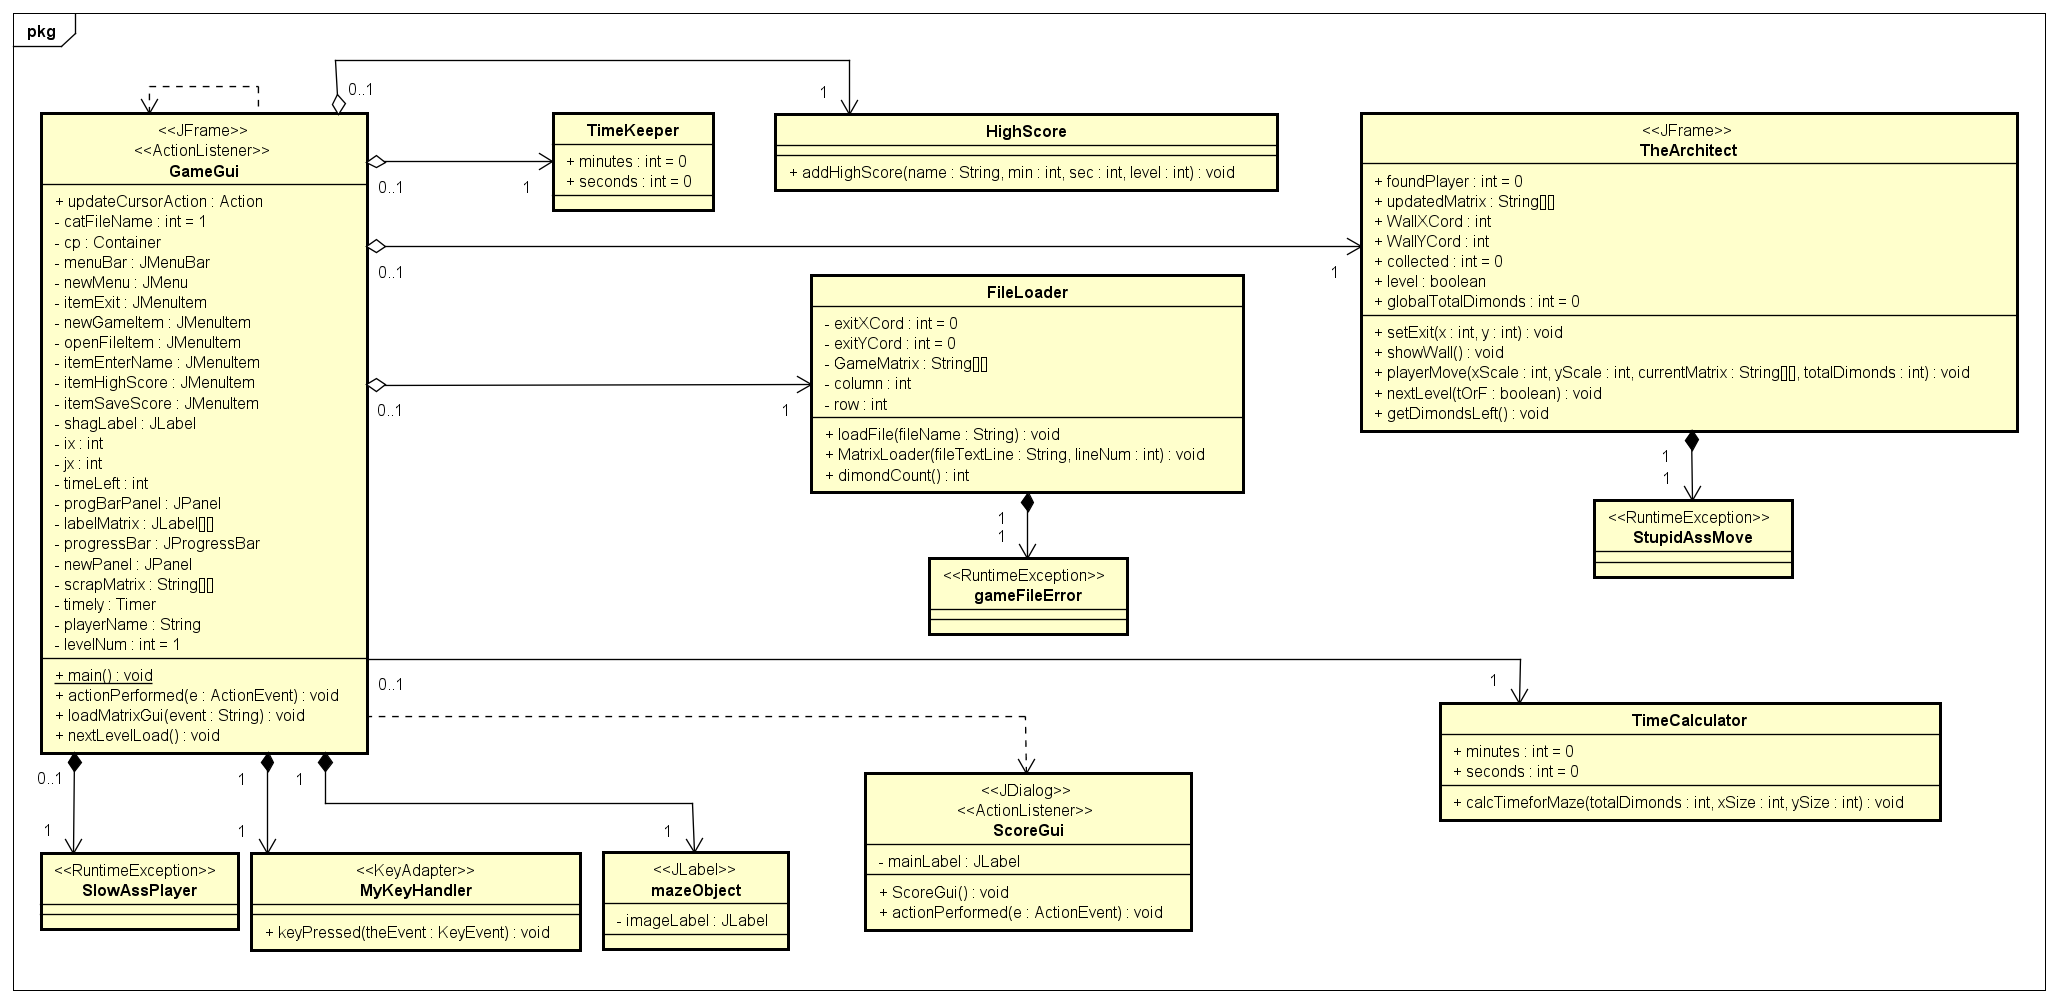 pkg
0..1
1
<<JFrame>>
<<ActionListener>>
GameGui
+ updateCursorAction : Action
- catFileName : int = 1
- cp : Container
- menuBar : JMenuBar
- newMenu : JMenu
- itemExit : JMenuItem
- newGameItem : JMenuItem
- openFileItem : JMenuItem
- itemEnterName : JMenuItem
- itemHighScore : JMenuItem
- itemSaveScore : JMenuItem
- shagLabel : JLabel
- ix : int
- jx : int
- timeLeft : int
- progBarPanel : JPanel
- labelMatrix : JLabel[][]
- progressBar : JProgressBar
- newPanel : JPanel
- scrapMatrix : String[][]
- timely : Timer
- playerName : String
- levelNum : int = 1
+ main() : void
+ actionPerformed(e : ActionEvent) : void
+ loadMatrixGui(event : String) : void
+ nextLevelLoad() : void
TimeKeeper
+ minutes : int = 0
+ seconds : int = 0
0..1
1
HighScore
+ addHighScore(name : String, min : int, sec : int, level : int) : void
<<JFrame>>
TheArchitect
+ foundPlayer : int = 0
+ updatedMatrix : String[][]
+ WallXCord : int
+ WallYCord : int
+ collected : int = 0
+ level : boolean
+ globalTotalDimonds : int = 0
+ setExit(x : int, y : int) : void
+ showWall() : void
+ playerMove(xScale : int, yScale : int, currentMatrix : String[][], totalDimonds : int) : void
+ nextLevel(tOrF : boolean) : void
+ getDimondsLeft() : void
0..1
1
FileLoader
- exitXCord : int = 0
- exitYCord : int = 0
- GameMatrix : String[][]
- column : int
- row : int
+ loadFile(fileName : String) : void
+ MatrixLoader(fileTextLine : String, lineNum : int) : void
+ dimondCount() : int
0..1
1
1
1
<<RuntimeException>>
StupidAssMove
1
1
<<RuntimeException>>
gameFileError
0..1
1
TimeCalculator
+ minutes : int = 0
+ seconds : int = 0
+ calcTimeforMaze(totalDimonds : int, xSize : int, ySize : int) : void
<<JDialog>>
<<ActionListener>>
ScoreGui
- mainLabel : JLabel
+ ScoreGui() : void
+ actionPerformed(e : ActionEvent) : void
0..1
1
1
1
1
1
<<RuntimeException>>
SlowAssPlayer
<<KeyAdapter>>
MyKeyHandler
+ keyPressed(theEvent : KeyEvent) : void
<<JLabel>>
mazeObject
- imageLabel : JLabel